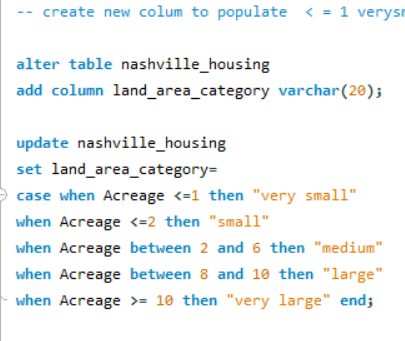 -- create new colum to populate  < = 1 verysm
alter table nashville_housing
add column land_area_category varchar(20);
update nashville_housing
set land_area_category=
case when Acreage <=1 then "very small"
when Acreage <=2 then "small"
when Acreage between 2 and 6 then "medium"
when Acreage between 8 and 10 then "large"
when Acreage >= 10 then "very large" end;